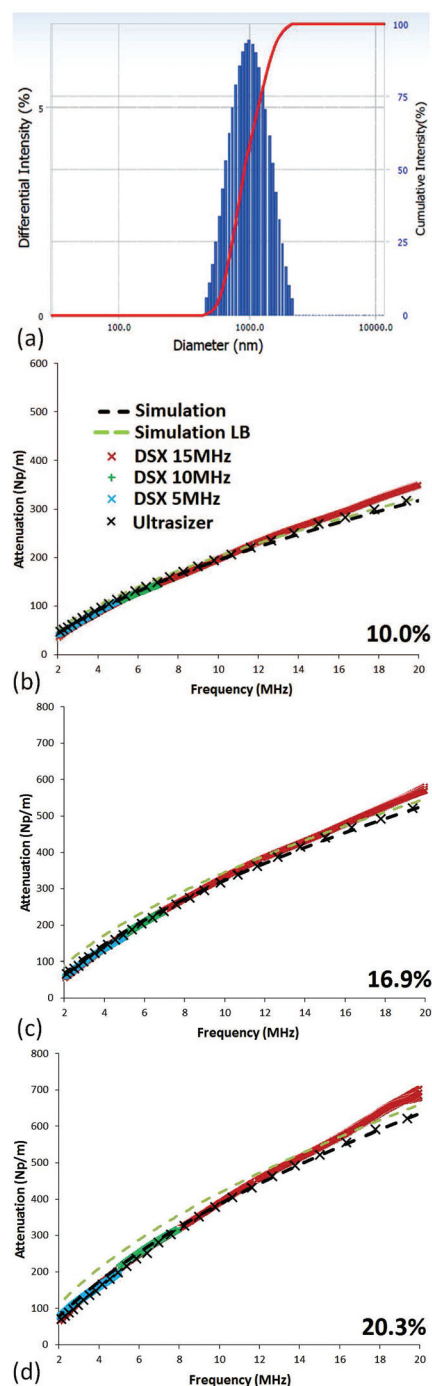 Differential Intensity (%)
5
0
100
75
50
25
0
Cumulative Intensity(%)
100.0
1000.0
10000.0
Diameter (nm)
(a)
600
500
400
300
200
100
0
Attenuation (Np/m)
Simulation
Simulation LB
DSX 15MHz
DSX 10MHz
DSX 5MHz
Ultrasizer
10.0%
2 4 6 8 10 12 14 16 18 20
Frequency (MHz)
(b)
800
700
600
500
400
300
200
100
0
Attenuation (Np/m)
16.9%
2 4 6 8 10 12 14 16 18 20
Frequency (MHz)
(c)
800
700
600
500
400
300
200
100
0
Attenuation (Np/m)
20.3%
2 4 6 8 10 12 14 16 18 20
Frequency (MHz)
(d)